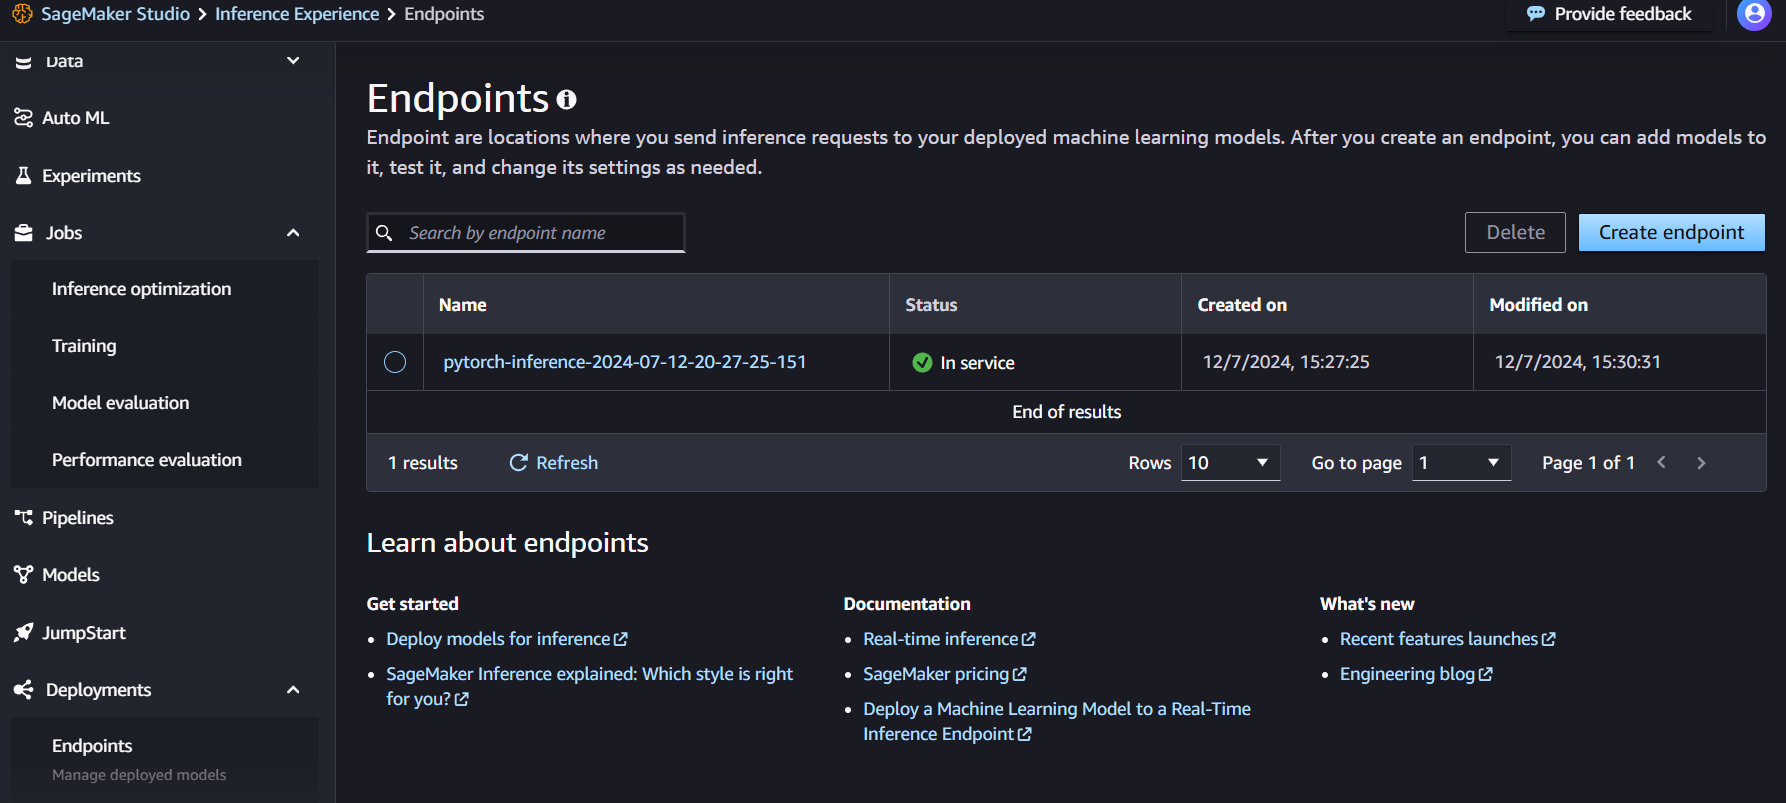 SageMaker Studio > Inference Experience > Endpoints
Provide feedback
Data
Auto ML
Experiments
Jobs
Inference optimization
Training
Model evaluation
Performance evaluation
Pipelines
Models
JumpStart
Deployments
Endpoints
Manage deployed models
Endpoints
Endpoint are locations where you send inference requests to your deployed machine learning models. After you create an endpoint, you can add models to
it, test it, and change its settings as needed.
Search by endpoint name
Delete
Create endpoint
Name Status Created on Modified on
pytorch-inference-2024-07-12-20-27-25-151 In service 12/7/2024, 15:27:25 12/7/2024, 15:30:31
End of results
1 results Refresh Rows 10 Go to page 1 Page 1 of 1
Learn about endpoints
Get started
Deploy models for inference
SageMaker Inference explained: Which style is right
for you?
Documentation
Real-time inference
SageMaker pricing
Deploy a Machine Learning Model to a Real-Time
Inference Endpoint
What's new
Recent features launches
Engineering blog